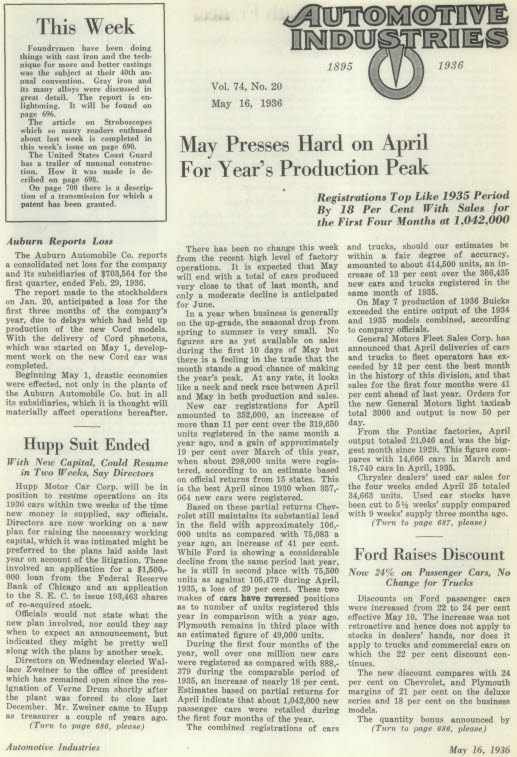 This Week
Foundrymen have been doing
things with cast iron and the tech-
nique for more and better castings
was the subject at their 40th an-
nual convention. Gray iron and
its many alloys were discussed in
great detail. The report is en-
lightening. It will be found on
page 696.
The article on Stroboscopes
which so many readers enthused
about last week is completed in
this week's issue on page 690.
The United States Coast Guard
has a trailer of unusual construc-
tion. How it was made is de-
scribed on page 698.
On page 700 there is a descrip-
tion of a transmission for which a
patent has been granted.
AUTOMOTIVE
INDUSTRIES
1895 1936
Vol. 74, No. 20
May 16, 1936
May Presses Hard on April
For Year's Production Peak
Registrations Top Like 1935 Period
By 18 Per Cent With Sales for
the First Four Months at 1,042,000
Auburn Reports Loss
The Auburn Automobile Co. reports
a consolidated net loss for the company
and its subsidiaries of $703,564 for the
first quarter, ended Feb. 29, 1936.
The report made to the stockholders
on Jan. 20, anticipated a loss for the
first three months of the company's
year, due to delays which had held up
production of the new Cord models.
With the delivery of Cord phaetons,
which was started on May 1, develop-
ment work on the new Cord car was
completed.
Beginning May 1, drastic economies
were effected, not only in the plants of
the Auburn Automobile Co. but in all
its subsidiaries, which it is thought will
materially affect operations hereafter.
Hupp Suit Ended
With New Capital, Could Resume
in Two Weeks, Say Directors
Hupp Motor Car Corp. will be in
position to resume operations on its
1936 cars within two weeks of the time
new money is supplied, say officials.
Directors are now working on a new
plan for raising the necessary working
capital, which it was intimated might be
preferred to the plans laid aside last
year on account of the litigation. These
involved an application for a $1,500,-
000 loan from the Federal Reserve
Bank of Chicago and an application
to the S. E. C. to issue 193,463 shares
of re-acquired stock.
Officials would not state what the
new plan involved, nor could they say
when to expect an announcement, but
indicated they might be pretty well
along with the plans by another week.
Directors on Wednesday elected Wal-
lace Zweiner to the office of president
which has remained open since the res-
ignation of Verne Drum shortly after
the plant was forced to close last
December. Mr. Zweiner came to Hupp
as treasurer a couple of years ago.
(Turn to page 686, please)
There has been no change this week
from the recent high level of factory
operations. It is expected that May
will end with a total of cars produced
very close to that of last month, and
only a moderate decline is anticipated
for June.
In a year when business is generally
on the up-grade, the seasonal drop from
spring to summer is very small. No
figures are as yet available on sales
during the first 10 days of May but
there is a feeling in the trade that the
month stands a good chance of making
the year's peak. At any rate, it looks
like a neck and neck race between April
and May in both production and sales.
New car registrations for April
amounted to 352,000, an increase of
more than 11 per cent over the 319,650
units registered in the same month a
year ago, and a gain of approximately
19 per cent over March of this year,
when about 298,000 units were regis-
tered, according to an estimate based
on official returns from 15 states. This
is the best April since 1930 when 357,-
064 new cars were registered.
Based on these partial returns Chev-
rolet still maintains its substantial lead
in the field with approximately 106,-
000 units as compared with 75,083 a
year ago, an increase of 41 per cent.
While Ford is showing a considerable
decline from the same period last year,
he is still in second place with 75,500
units as against 105,479 during April,
1935, a loss of 29 per cent. These two
makes of cars have reversed positions
as to number of units registered this
year in comparison with a year ago.
Plymouth remains in third place with
an estimated figure of 49,000 units.
During the first four months of the
year, well over one million new cars
were registered as compared with 888,-
379 during the comparable period of
1935, an increase of nearly 18 per cent.
Estimates based on partial returns for
April indicate that about 1,042,000 new
passenger cars were retailed during
the first four months of the year.
The combined registrations of cars
and trucks, should our estimates be
within a fair degree of accuracy,
amounted to about 414,500 units, an in-
crease of 13 per cent over the 366,435
new cars and trucks registered in the
same month of 1935.
On May 7 production of 1936 Buicks
exceeded the entire output of the 1934
and 1935 models combined, according
to company officials.
General Motors Fleet Sales Corp. has
announced that April deliveries of cars
and trucks to fleet operators has ex-
ceeded by 12 per cent the best month
in the history of this division, and that
sales for the first four months were 41
per cent ahead of last year. Orders for
the new General Motors light taxicab
total 3000 and output is now 50 per
day.
From the Pontiac factories, April
output totaled 21,046 and was the big-
gest month since 1929. This figure com-
pares with 14,666 cars in March and
18,749 cars in April, 1935.
Chrysler dealers' used car sales for
the four weeks ended April 25 totaled
34,663 units. Used car stocks have
been cut to 5½ weeks' supply compared
with 9 weeks' supply three months ago.
(Turn to page 687, please)
Ford Raises Discount
Now 24% on Passenger Cars, No
Change for Trucks
Discounts on Ford passenger cars
were increased from 22 to 24 per cent
effective May 10. The increase was not
retroactive and hence does not apply to
stocks in dealers' hands, nor does it
apply to trucks and commercial cars on
which the 22 per cent discount con-
tinues.
The new discount compares with 24
per cent on Chevrolet, and Plymouth
margins of 21 per cent on the deluxe
series and 18 per cent on the business
models.
The quantity bonus announced by
(Turn to page 686, please)
Automotive Industries
May 16, 1936